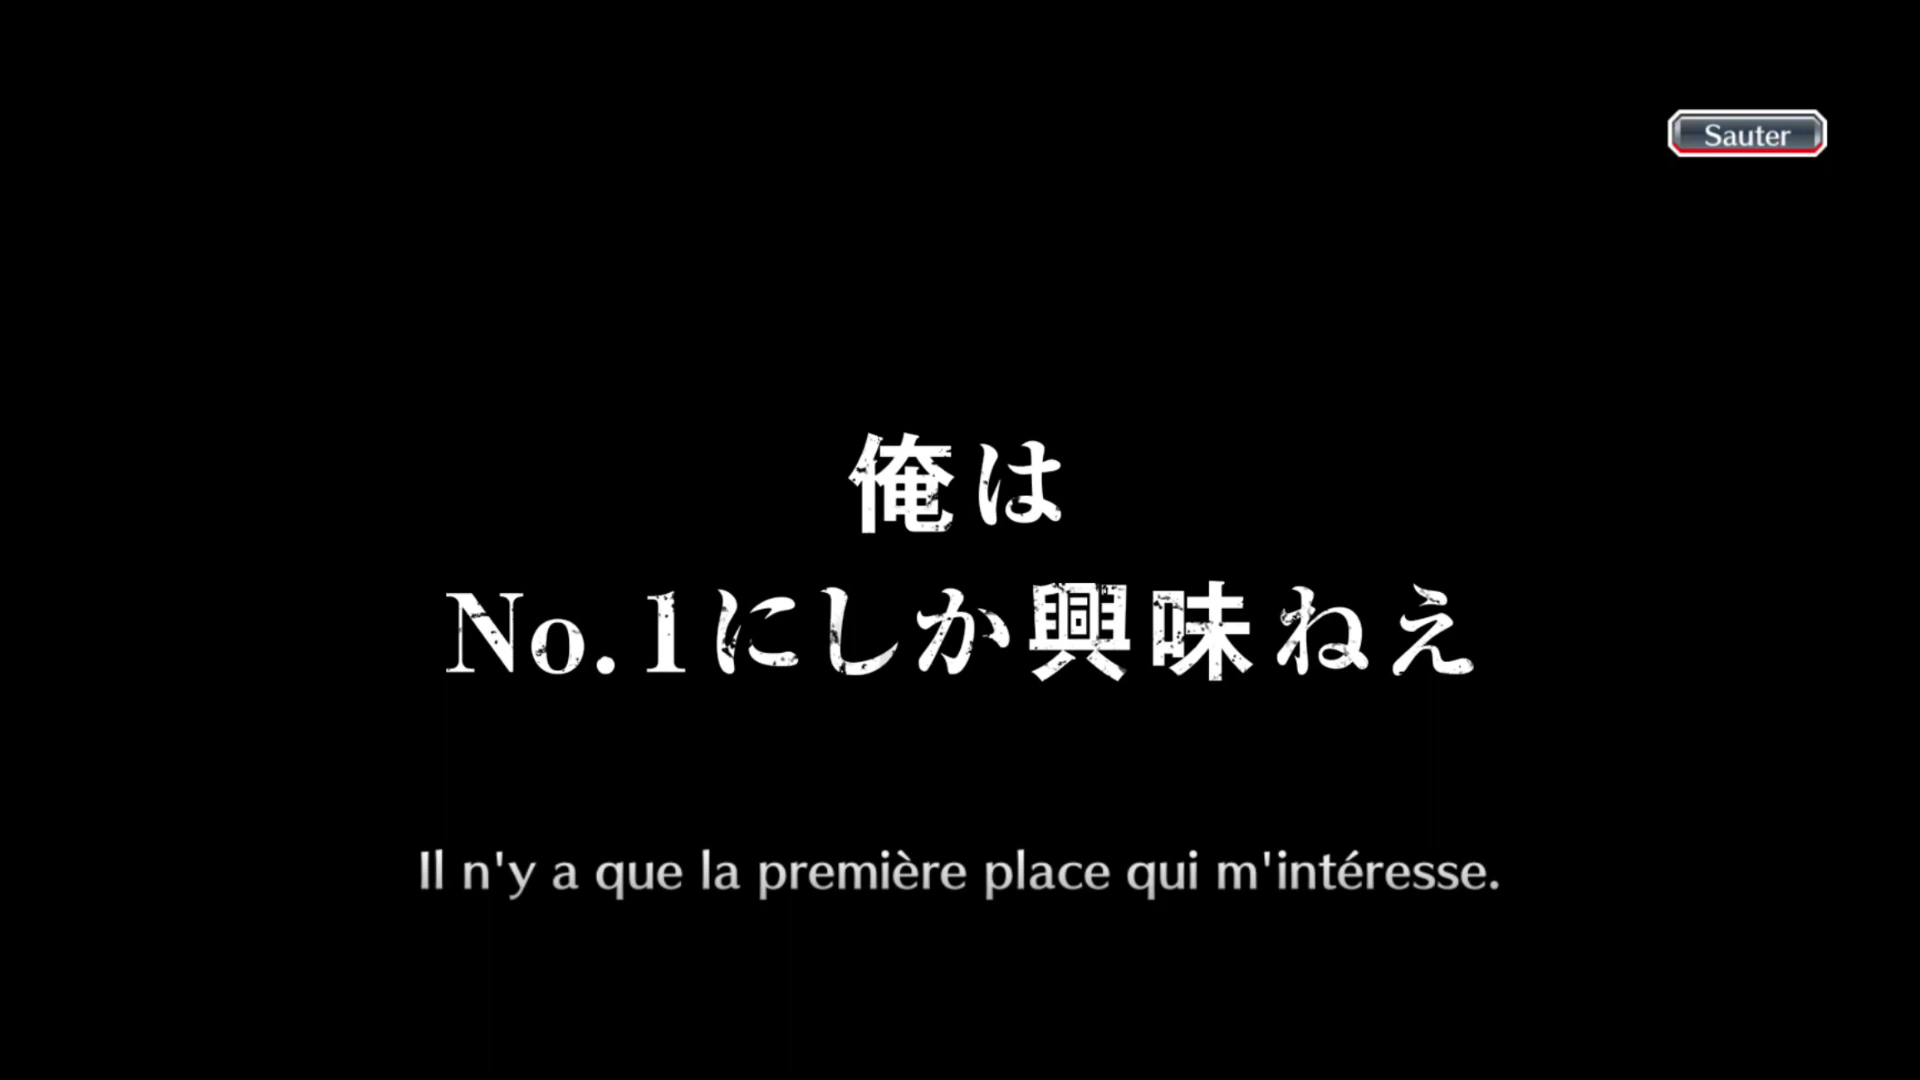 Sauter
俺は
No.1にしか興味ねえ
Il n'y a que la première place qui m'intéresse.